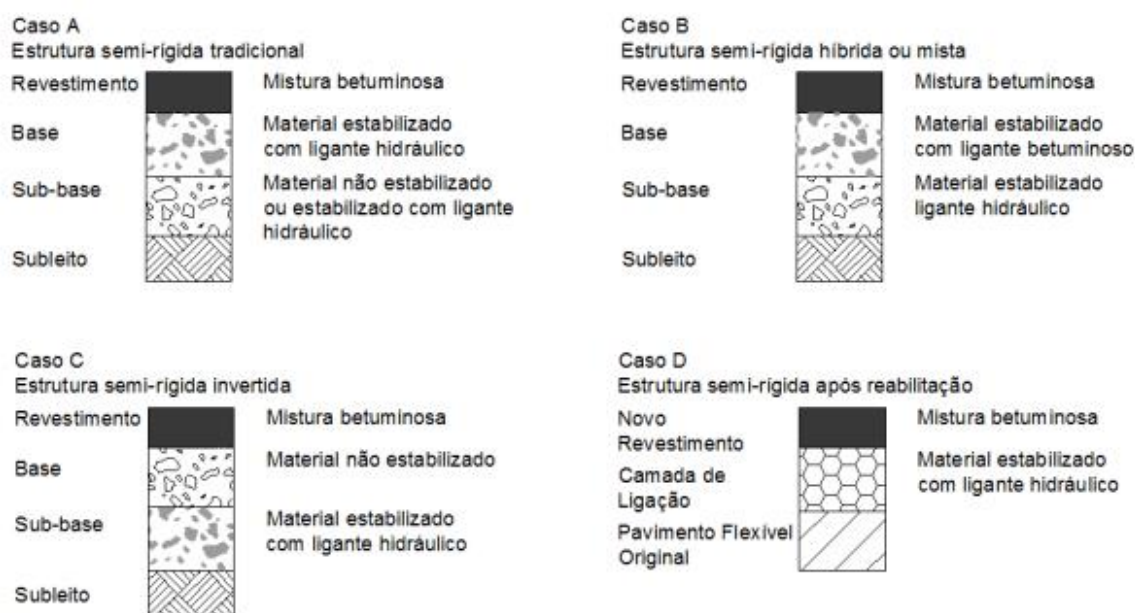 Caso A
Estrutura semi-rígida tradicional
Revestimento
Mistura betuminosa
Base
Material estabilizado
com ligante hidráulico
Sub-base
Material não estabilizado
ou estabilizado com ligante
hidráulico
Subleito
Caso B
Estrutura semi-rígida híbrida ou mista
Revestimento
Mistura betuminosa
Base
Material estabilizado
com ligante betuminoso
Sub-base
Material estabilizado
ligante hidráulico
Subleito
Caso C
Estrutura semi-rígida invertida
Revestimento
Mistura betuminosa
Base
Material não estabilizado
Sub-base
Material estabilizado
com ligante hidráulico
Subleito
Caso D
Estrutura semi-rígida após reabilitação
Novo
Revestimento
Mistura betuminosa
Camada de
Ligação
Material estabilizado
com ligante hidráulico
Pavimento Flexível
Original